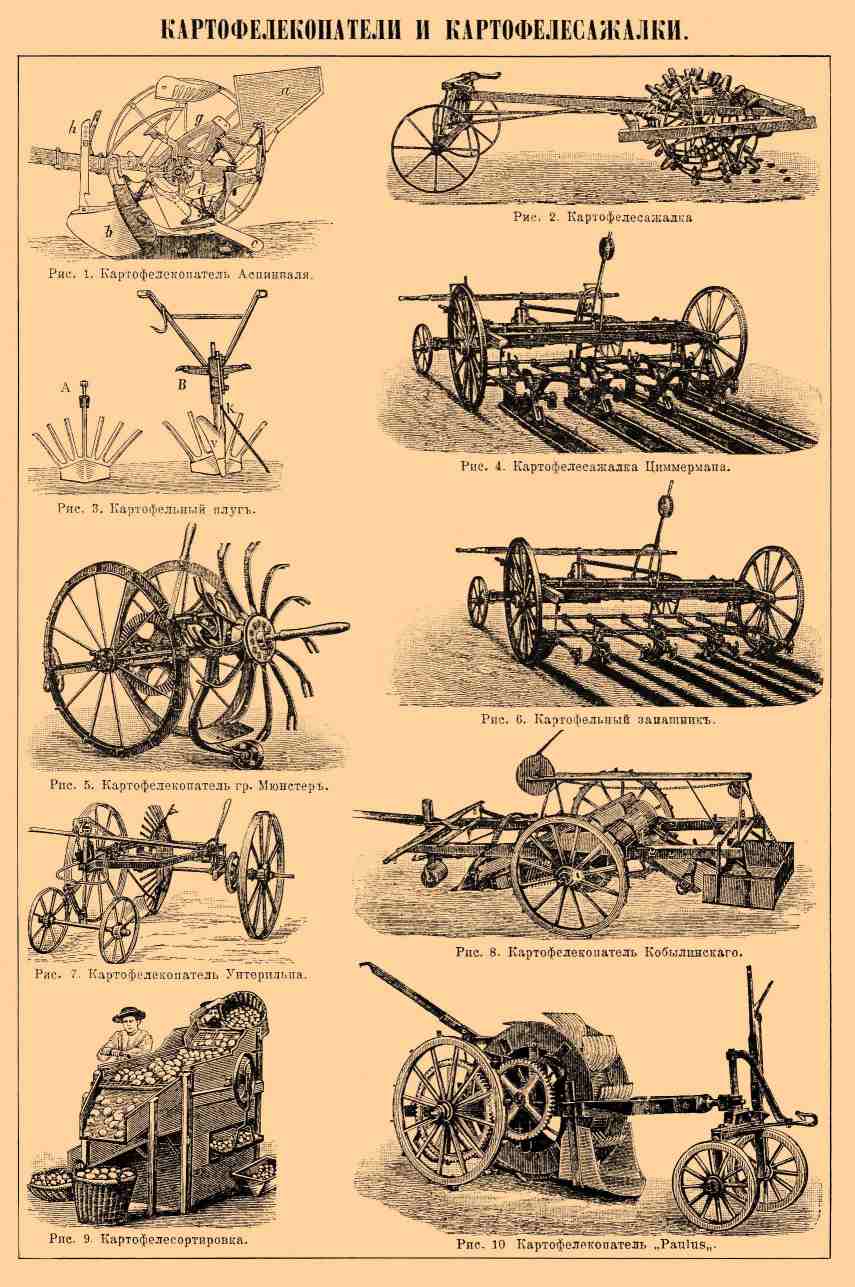 КАРТОФЕЛЕКОПАТЕЛИ И КАРТОФЕЛЕСАЖАЛКИ.
h
g
a
d
b
c
Рис. 1. Картофелекопатель Аспинваля.
Рис. 2. Картофелесажалка
A
B
K
v
Рис. 3. Картофельный плугъ.
Рис. 4. Картофелесажалка Циммермана.
Рис. 5. Картофелекопатель гр. Мюнстеръ.
Рис. 6. Картофельный запашникъ.
Рис. 7. Картофелекопатель Унтерильпа.
Рис. 8. Картофелекопатель Кобылинскаго.
Рис. 9. Картофелесортировка.
Рис. 10 Картофелекопатель „Paulus„.